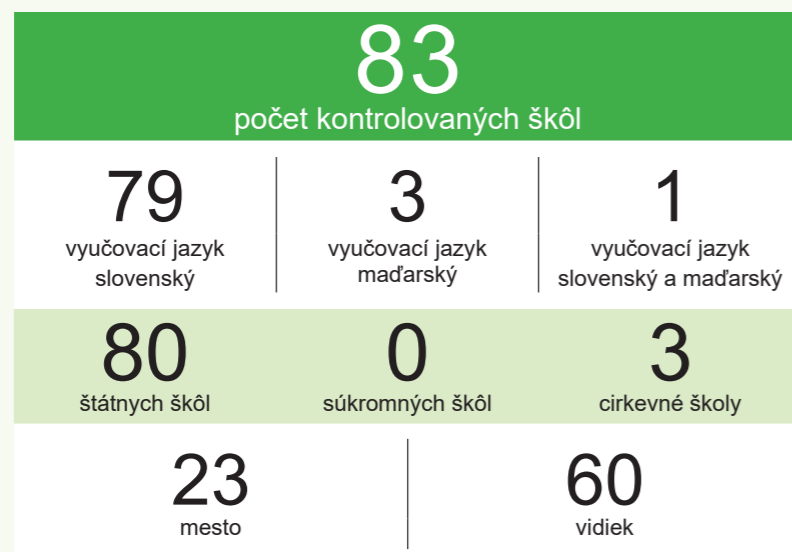 83
počet kontrolovaných škôl
79
vyučovací jazyk
slovenský
3
vyučovací jazyk
maďarský
1
vyučovací jazyk
slovenský a maďarský
80
štátnych škôl
0
súkromných škôl
3
cirkevné školy
23
mesto
60
vidiek